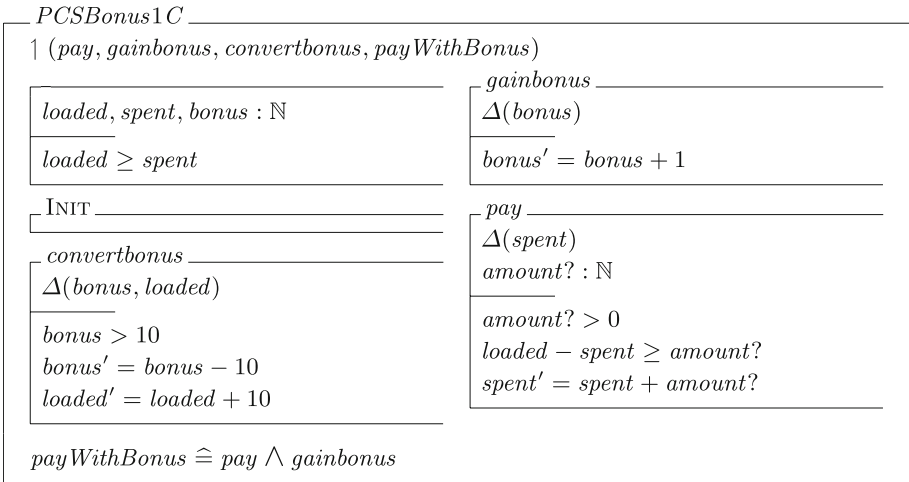 PCSBonus1C
↾ (pay, gainbonus, convertbonus, payWithBonus)
loaded, spent, bonus : ℕ
loaded ≥ spent
INIT
convertbonus
Δ(bonus, loaded)
bonus > 10
bonus′ = bonus − 10
loaded′ = loaded + 10
gainbonus
Δ(bonus)
bonus′ = bonus + 1
pay
Δ(spent)
amount? : ℕ
amount? > 0
loaded − spent ≥ amount?
spent′ = spent + amount?
payWithBonus ≙ pay ∧ gainbonus